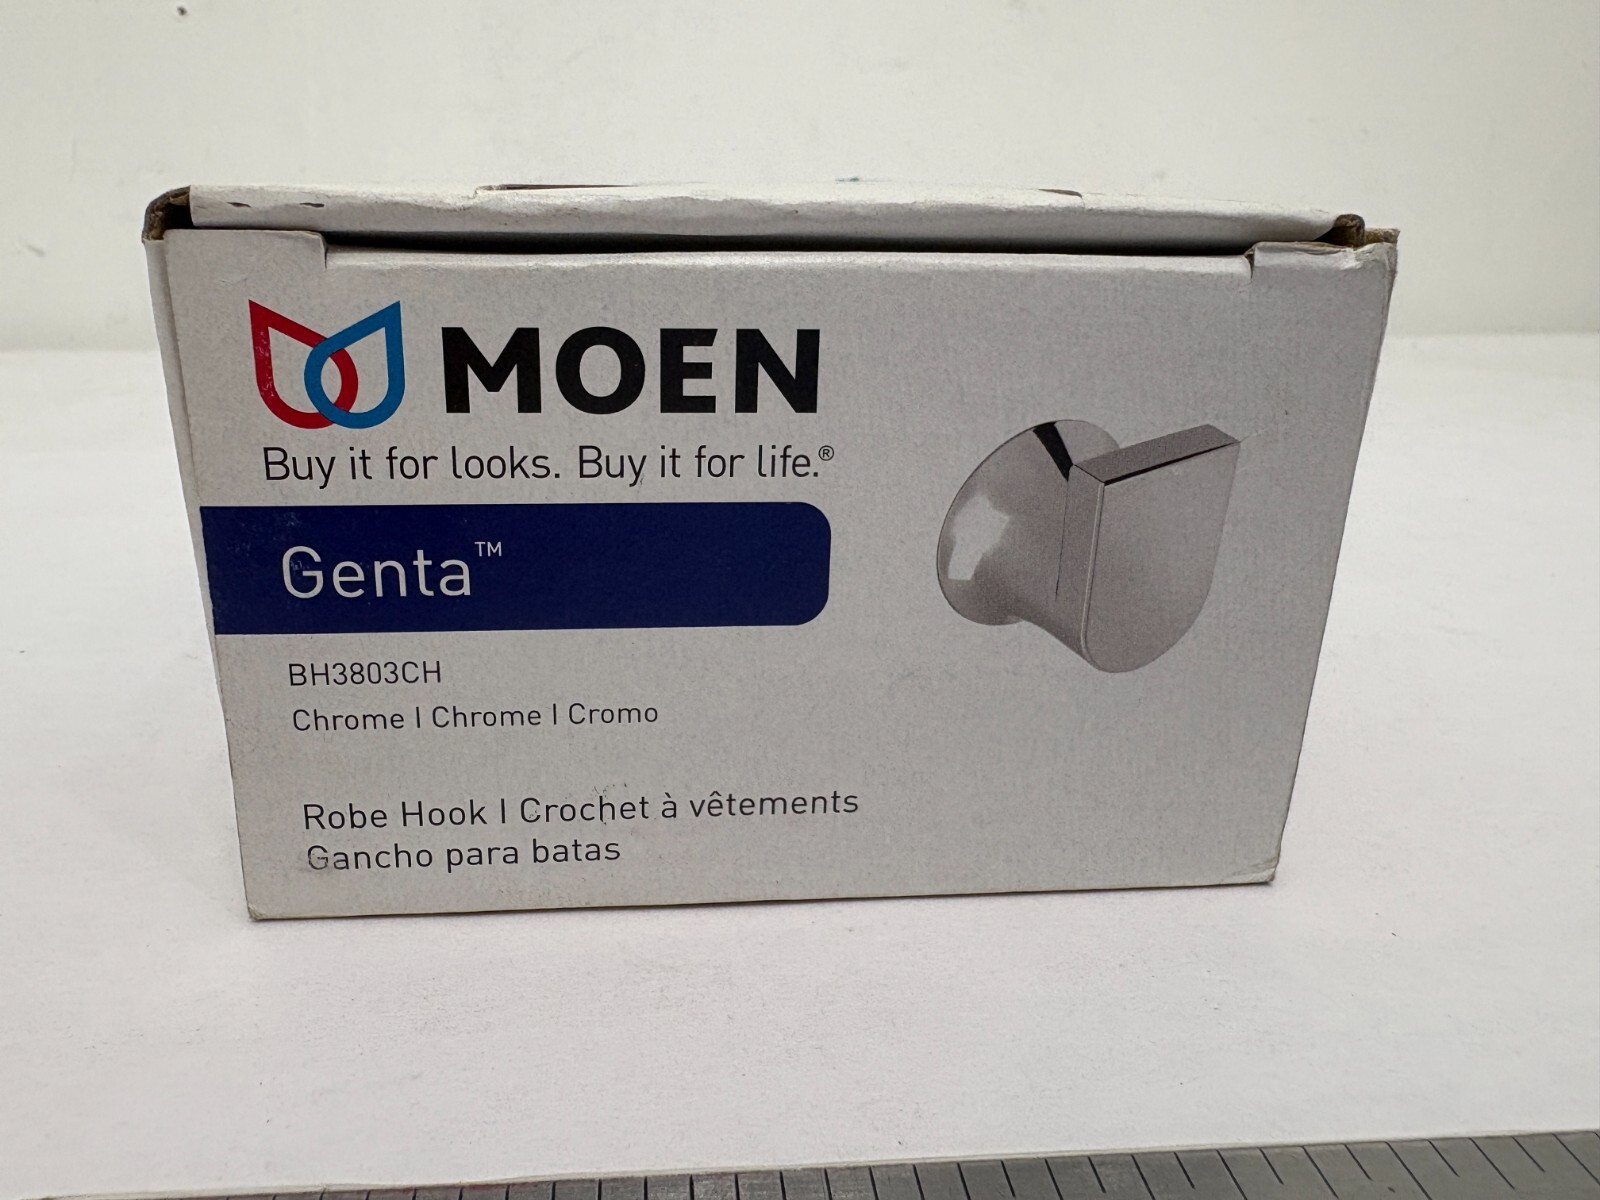 MOEN
Buy it for looks. Buy it for life.®
Genta™
BH3803CH
Chrome | Chrome | Cromo
Robe Hook | Crochet à vêtements
Gancho para batas